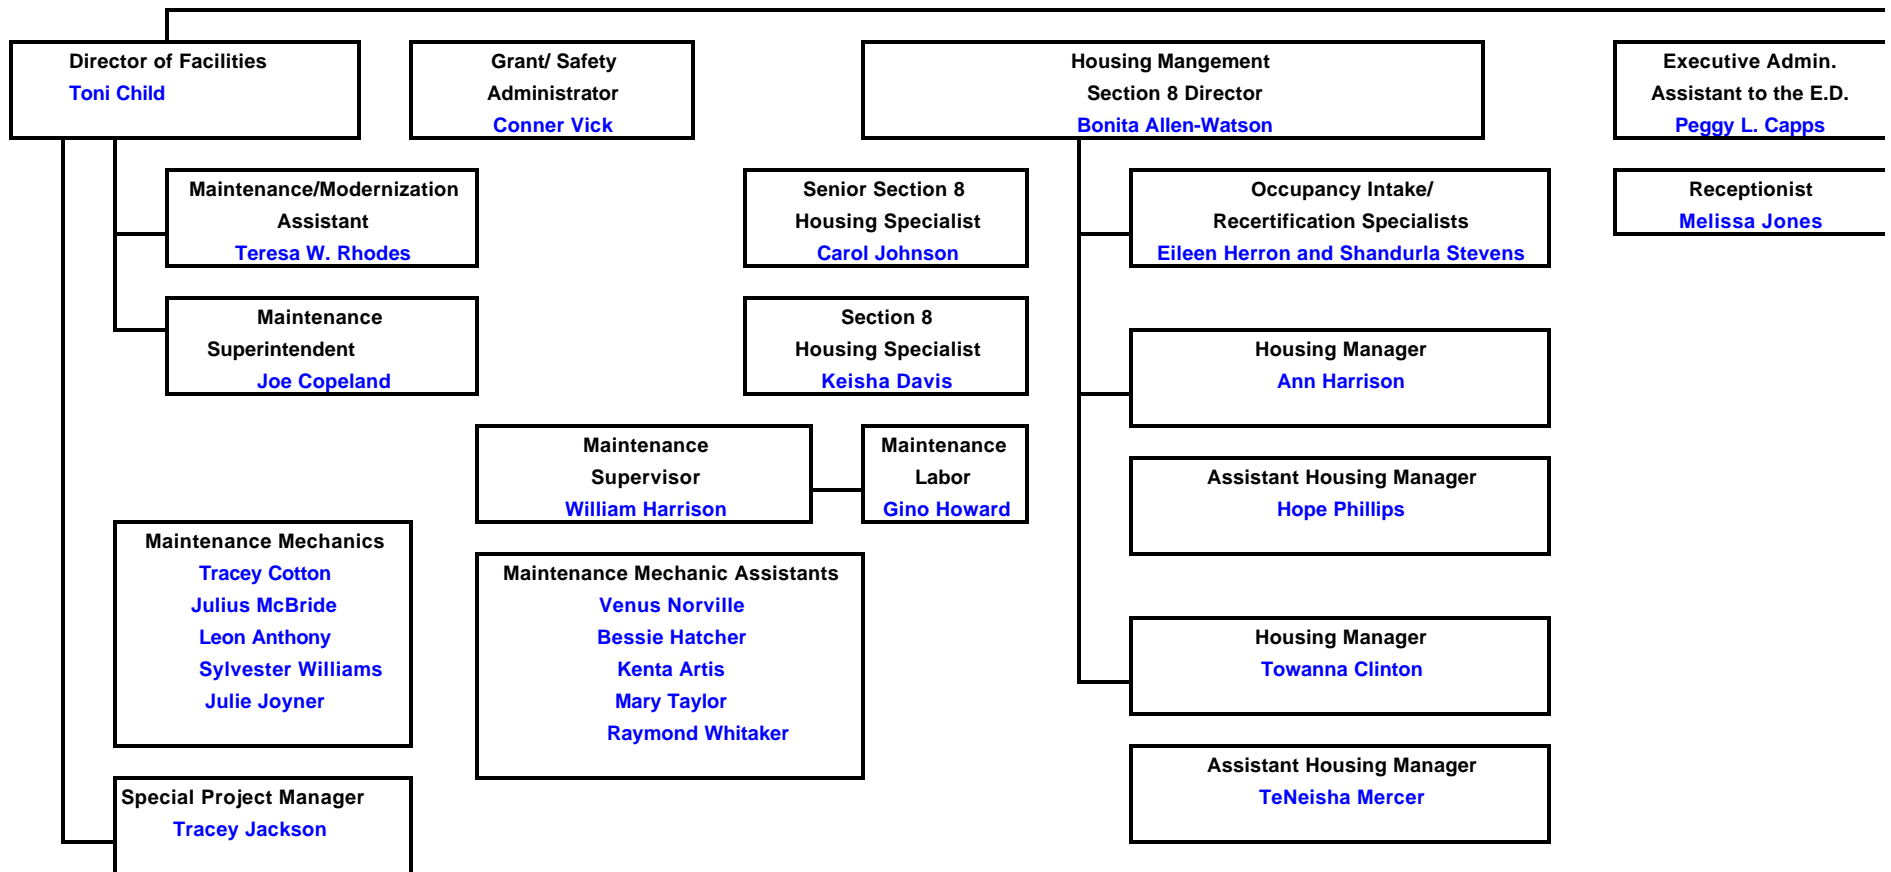 Director of Facilities
Toni Child
Grant/ Safety
Administrator
Conner Vick
Housing Mangement
Section 8 Director
Bonita Allen-Watson
Executive Admin.
Assistant to the E.D.
Peggy L. Capps
Maintenance/Modernization
Assistant
Teresa W. Rhodes
Senior Section 8
Housing Specialist
Carol Johnson
Occupancy Intake/
Recertification Specialists
Eileen Herron and Shandurla Stevens
Receptionist
Melissa Jones
Maintenance
Superintendent
Joe Copeland
Section 8
Housing Specialist
Keisha Davis
Housing Manager
Ann Harrison
Maintenance
Supervisor
William Harrison
Maintenance
Labor
Gino Howard
Assistant Housing Manager
Hope Phillips
Maintenance Mechanics
Tracey Cotton
Julius McBride
Leon Anthony
Sylvester Williams
Julie Joyner
Maintenance Mechanic Assistants
Venus Norville
Bessie Hatcher
Kenta Artis
Mary Taylor
Raymond Whitaker
Housing Manager
Towanna Clinton
Assistant Housing Manager
TeNeisha Mercer
Special Project Manager
Tracey Jackson